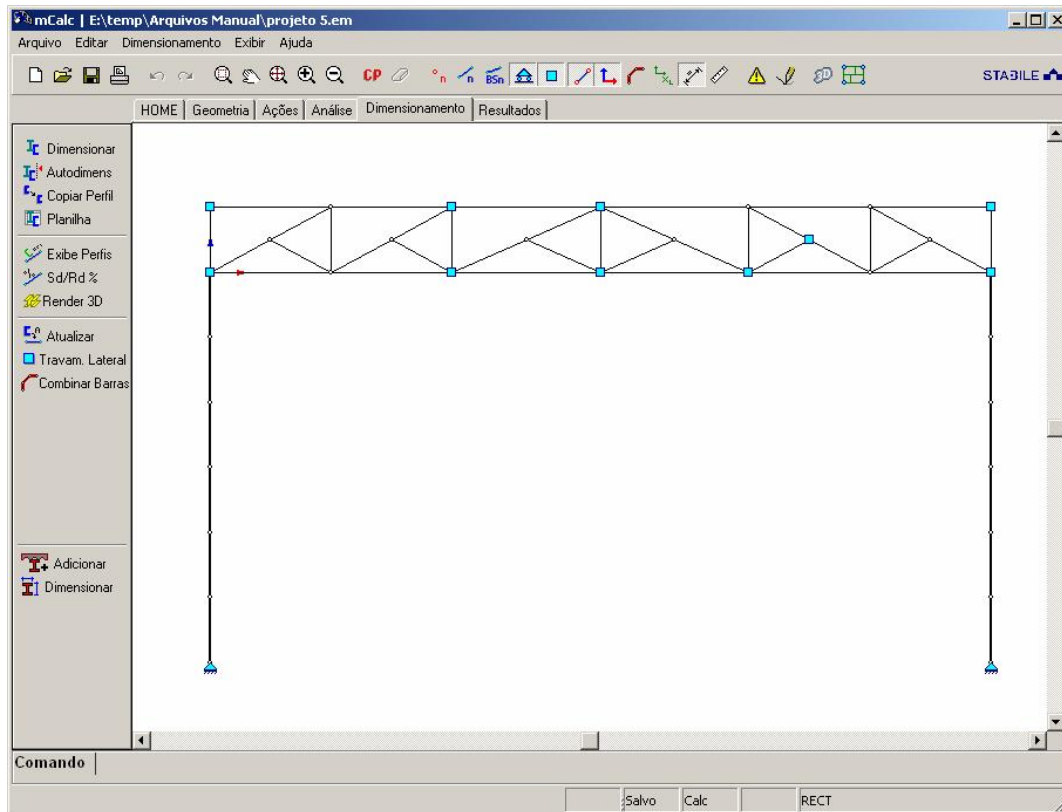 mCalc | E:\temp\Arquivos Manual\projeto 5.em
Arquivo Editar Dimensionamento Exibir Ajuda
CP n n BSn STABILE
HOME Geometria Ações Análise Dimensionamento Resultados
Dimensionar
Autodimens
Copiar Perfil
Planilha
Exibe Perfis
Sd/Rd %
Render 3D
Atualizar
Travam. Lateral
Combinar Barras
Adicionar
Dimensionar
Comando
Salvo Calc RECT